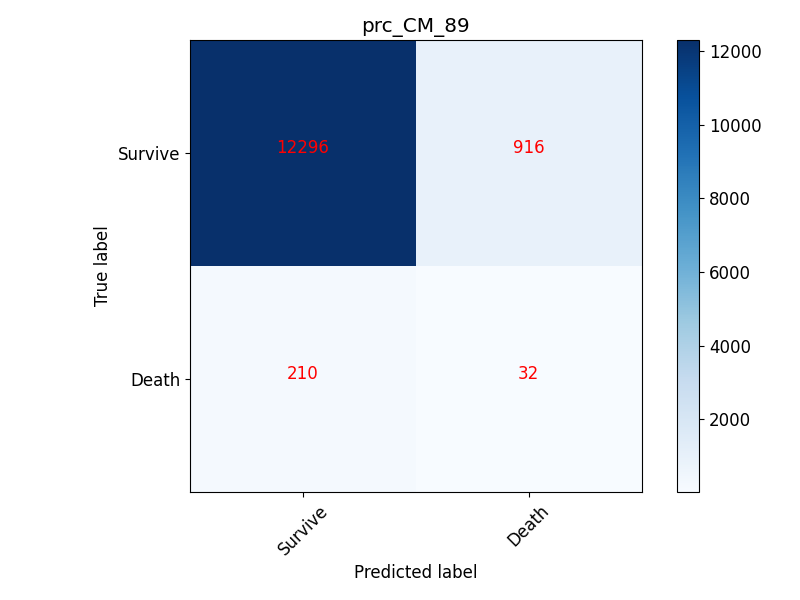 prc_CM_89
12000
Survive
12296
916
10000
8000
True label
6000
4000
Death
210
32
2000
Survive
Death
Predicted label